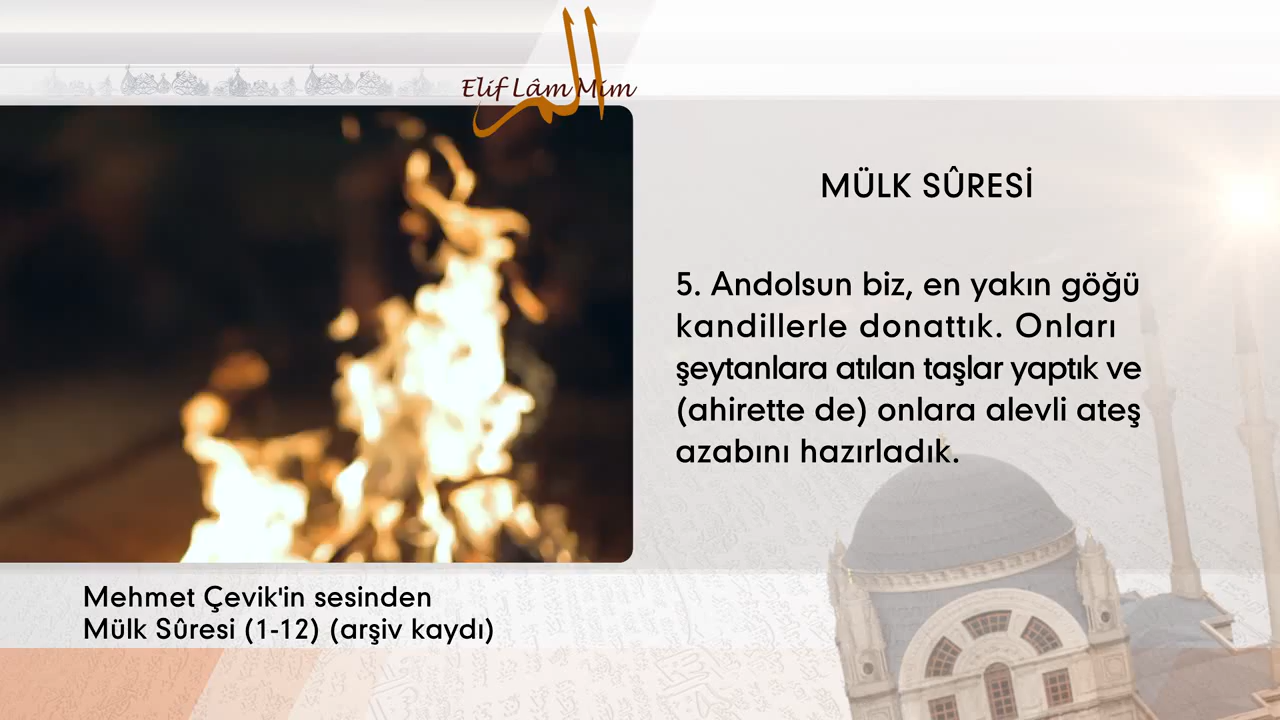 الم
Elif Lâm Mim
MÜLK SÛRESİ
5. Andolsun biz, en yakın göğü
kandillerle donattık. Onları
şeytanlara atılan taşlar yaptık ve
(ahirette de) onlara alevli ateş
azabını hazırladık.
Mehmet Çevik'in sesinden
Mülk Sûresi (1-12) (arşiv kaydı)